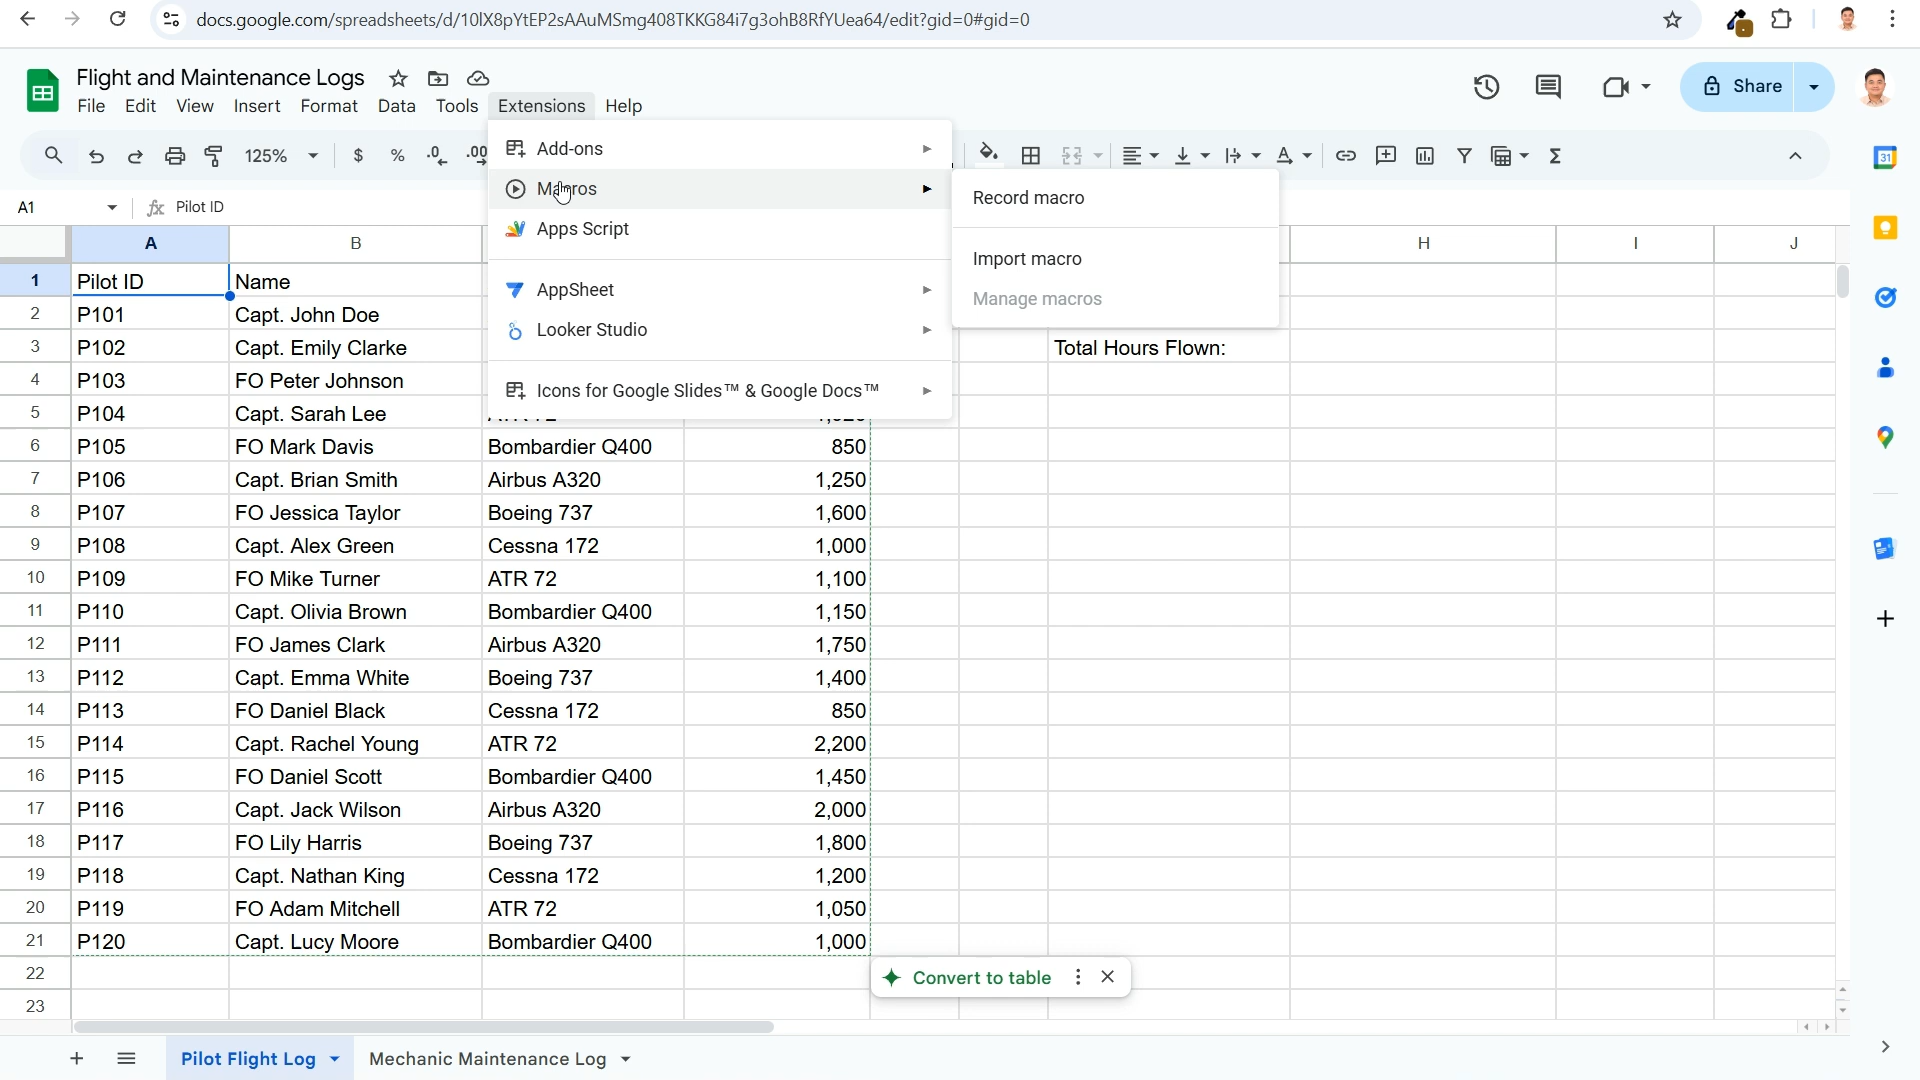 docs.google.com/spreadsheets/d/10lX8pYtEP2sAAuMSmg408TKKG84i7g3ohB8RfYUea64/edit?gid=0#gid=0
Flight and Maintenance Logs
File Edit View Insert Format Data Tools Extensions Help
Share
125% $ % .0 .00
31
A1 Pilot ID
Add-ons
Macros
Apps Script
AppSheet
Looker Studio
Icons for Google Slides™ & Google Docs™
Record macro
Import macro
Manage macros
A B H I J
1 Pilot ID Name
2 P101 Capt. John Doe
3 P102 Capt. Emily Clarke Total Hours Flown:
4 P103 FO Peter Johnson
5 P104 Capt. Sarah Lee
6 P105 FO Mark Davis Bombardier Q400 850
7 P106 Capt. Brian Smith Airbus A320 1,250
8 P107 FO Jessica Taylor Boeing 737 1,600
9 P108 Capt. Alex Green Cessna 172 1,000
10 P109 FO Mike Turner ATR 72 1,100
11 P110 Capt. Olivia Brown Bombardier Q400 1,150
12 P111 FO James Clark Airbus A320 1,750
13 P112 Capt. Emma White Boeing 737 1,400
14 P113 FO Daniel Black Cessna 172 850
15 P114 Capt. Rachel Young ATR 72 2,200
16 P115 FO Daniel Scott Bombardier Q400 1,450
17 P116 Capt. Jack Wilson Airbus A320 2,000
18 P117 FO Lily Harris Boeing 737 1,800
19 P118 Capt. Nathan King Cessna 172 1,200
20 P119 FO Adam Mitchell ATR 72 1,050
21 P120 Capt. Lucy Moore Bombardier Q400 1,000
22
Convert to table
23
Pilot Flight Log Mechanic Maintenance Log